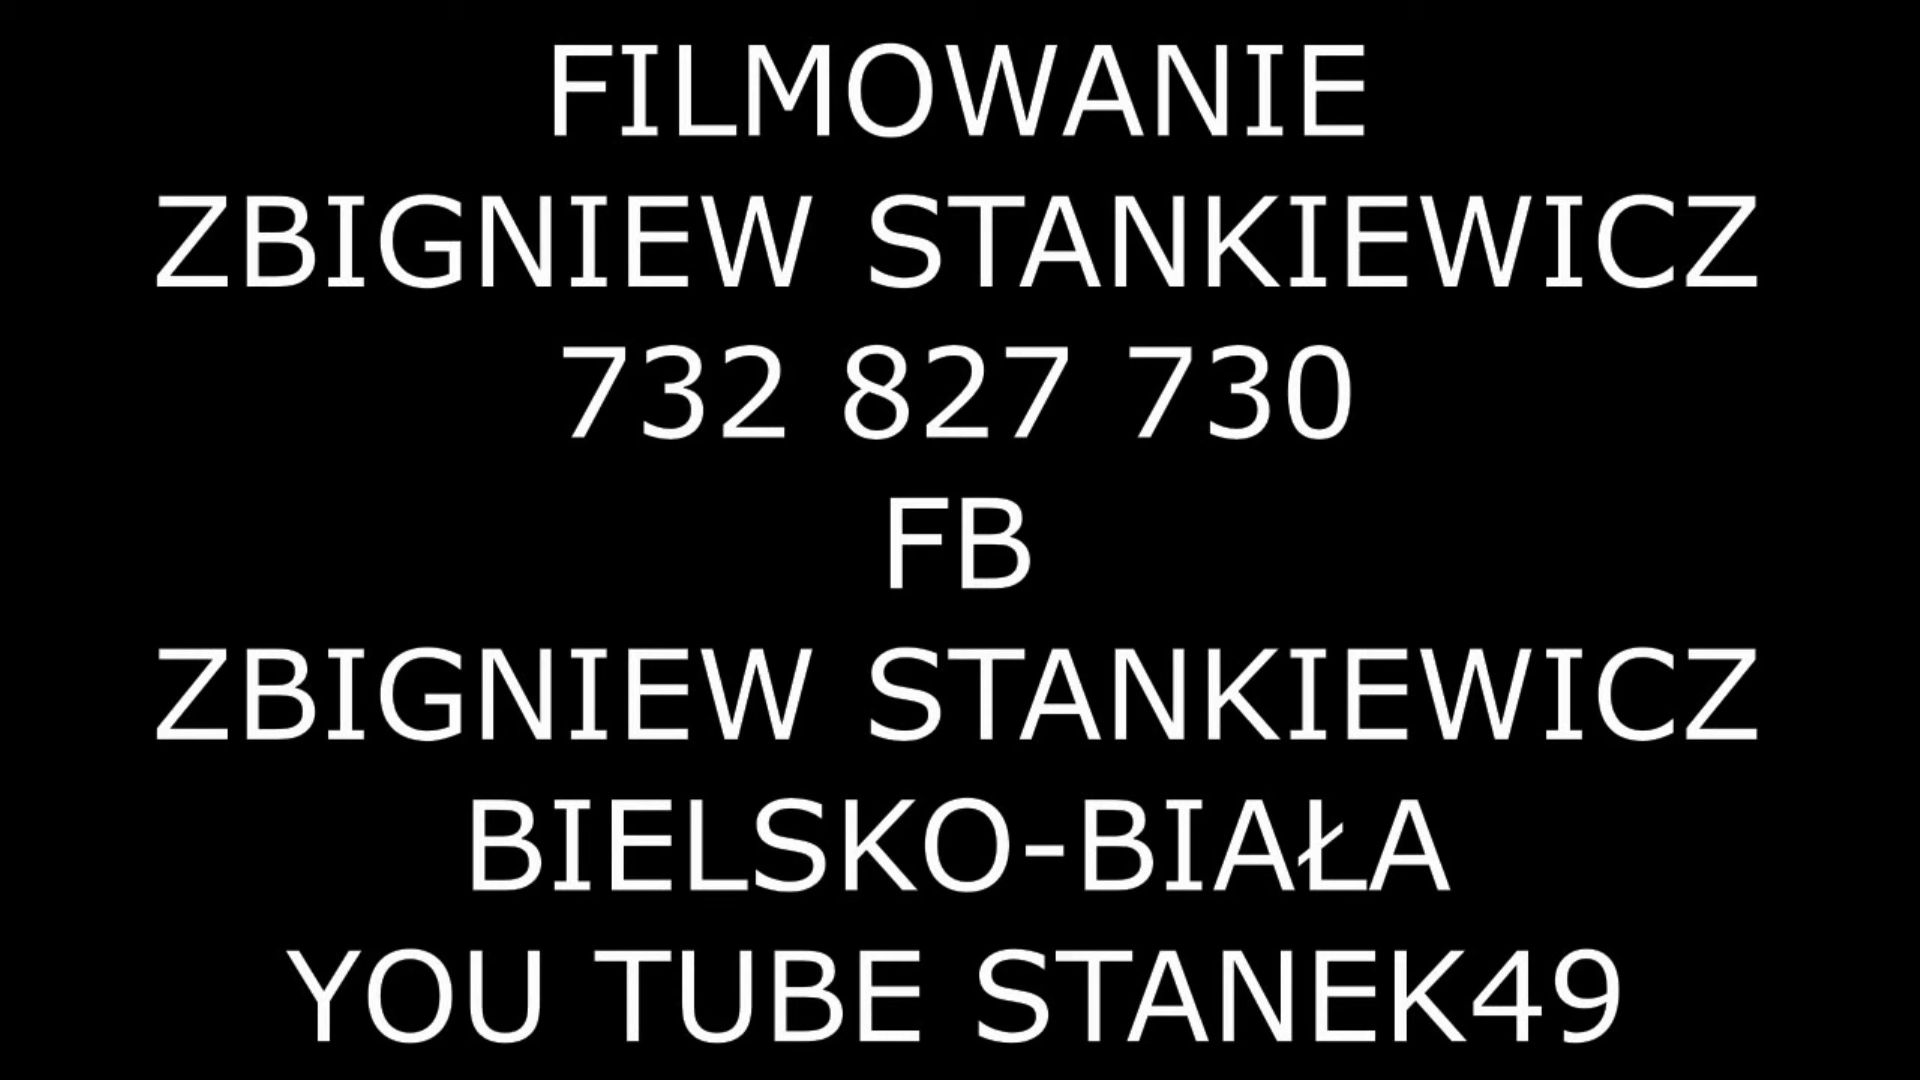 FILMOWANIE
ZBIGNIEW STANKIEWICZ
732 827 730
FB
ZBIGNIEW STANKIEWICZ
BIELSKO-BIAŁA
YOU TUBE STANEK49